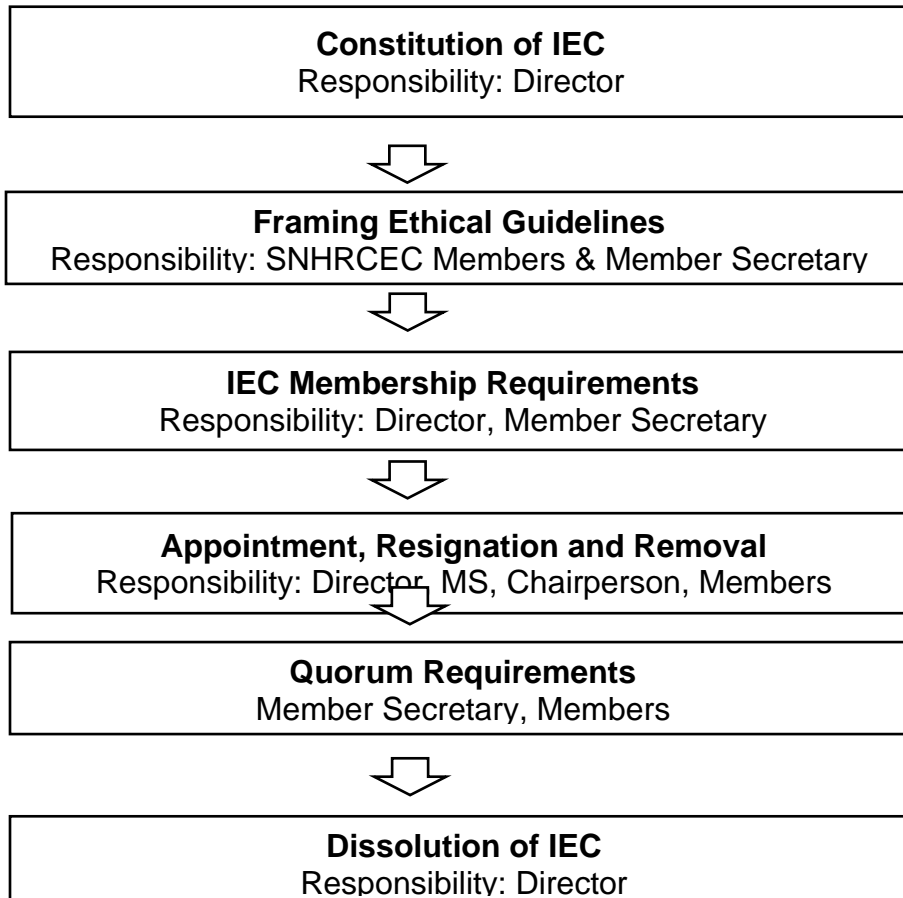 Constitution of IEC
Responsibility: Director
Framing Ethical Guidelines
Responsibility: SNHRCEC Members & Member Secretary
IEC Membership Requirements
Responsibility: Director, Member Secretary
Appointment, Resignation and Removal
Responsibility: Director, MS, Chairperson, Members
Quorum Requirements
Member Secretary, Members
Dissolution of IEC
Responsibility: Director